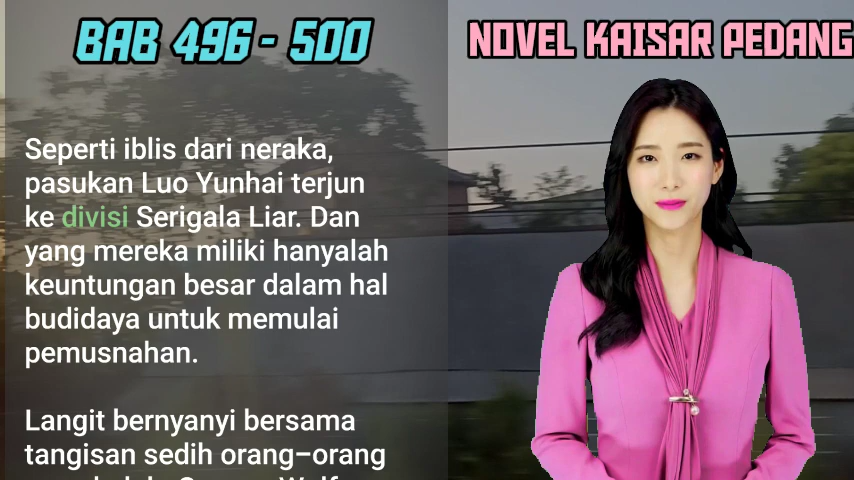 BAB 496 - 500
NOVEL KAISAR PEDANG
Seperti iblis dari neraka,
pasukan Luo Yunhai terjun
ke divisi Serigala Liar. Dan
yang mereka miliki hanyalah
keuntungan besar dalam hal
budidaya untuk memulai
pemusnahan.
Langit bernyanyi bersama
tangisan sedih orang–orang